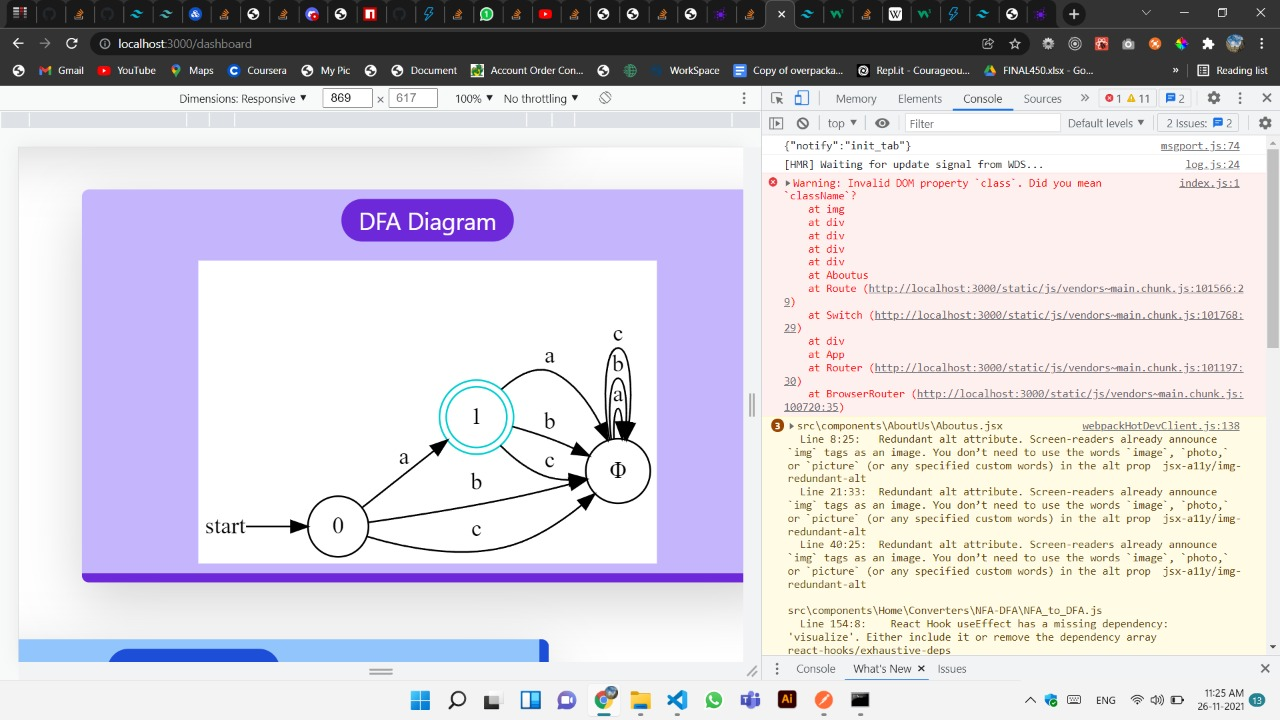 localhost:3000/dashboard
Gmail
YouTube
Maps
Coursera
My Pic
Document
Account Order Con...
WorkSpace
Copy of overpacka...
Repl.it - Courageou...
FINAL450.xlsx - Go...
»
Reading list
Dimensions: Responsive ▼ 869 × 617 100% ▼ No throttling ▼
Memory Elements Console Sources » 1 11 2
top ▼ Filter Default levels ▼ 2 Issues: 2
{"notify":"init_tab"} msgport.js:74
[HMR] Waiting for update signal from WDS... log.js:24
▶Warning: Invalid DOM property `class`. Did you mean index.js:1
`className`?
at img
at div
at div
at div
at div
at Aboutus
at Route (http://localhost:3000/static/js/vendors~main.chunk.js:101566:2
9)
at Switch (http://localhost:3000/static/js/vendors~main.chunk.js:101768:
29)
at div
at App
at Router (http://localhost:3000/static/js/vendors~main.chunk.js:101197:
30)
at BrowserRouter (http://localhost:3000/static/js/vendors~main.chunk.js:
100720:35)
3 ▶src\components\AboutUs\Aboutus.jsx webpackHotDevClient.js:138
Line 8:25: Redundant alt attribute. Screen-readers already announce
`img` tags as an image. You don’t need to use the words `image`, `photo,`
or `picture` (or any specified custom words) in the alt prop jsx-a11y/img-
redundant-alt
Line 21:33: Redundant alt attribute. Screen-readers already announce
`img` tags as an image. You don’t need to use the words `image`, `photo,`
or `picture` (or any specified custom words) in the alt prop jsx-a11y/img-
redundant-alt
Line 40:25: Redundant alt attribute. Screen-readers already announce
`img` tags as an image. You don’t need to use the words `image`, `photo,`
or `picture` (or any specified custom words) in the alt prop jsx-a11y/img-
redundant-alt
src\components\Home\Converters\NFA-DFA\NFA_to_DFA.js
Line 154:8: React Hook useEffect has a missing dependency:
'visualize'. Either include it or remove the dependency array
react-hooks/exhaustive-deps
Console What's New × Issues
DFA Diagram
c
b
a
a
1
b
c
a
b
Φ
start
0
c
ENG
11:25 AM
26-11-2021
13